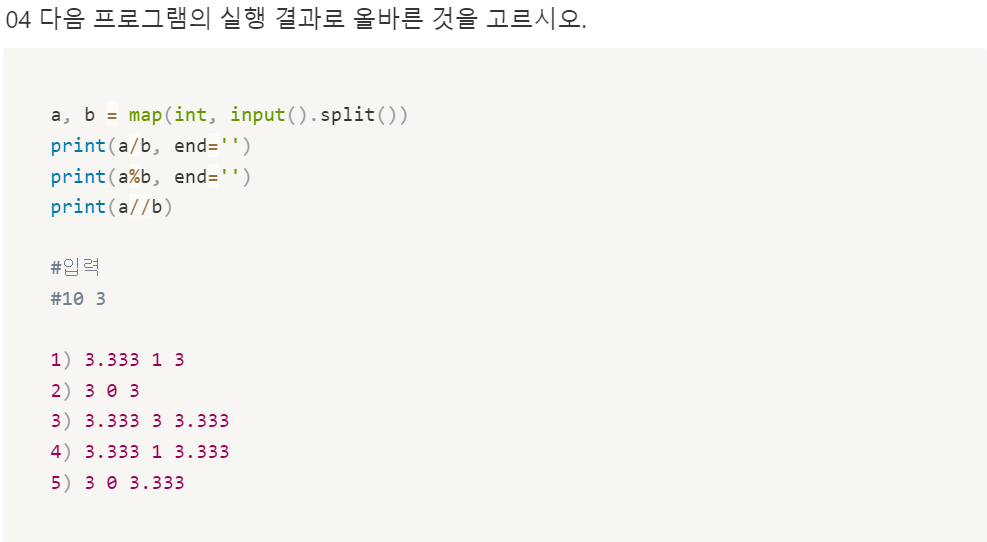 04 다음 프로그램의 실행 결과로 올바른 것을 고르시오.
a, b = map(int, input().split())
print(a/b, end='')
print(a%b, end='')
print(a//b)
#입력
#10 3
1) 3.333 1 3
2) 3 0 3
3) 3.333 3 3.333
4) 3.333 1 3.333
5) 3 0 3.333